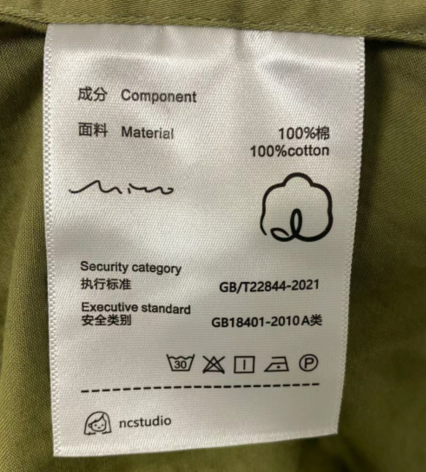 成分 Component
面料 Material 100%棉
100%cotton
Security category
执行标准 GB/T22844-2021
Executive standard
安全类别 GB18401-2010A类
30 P
ncstudio